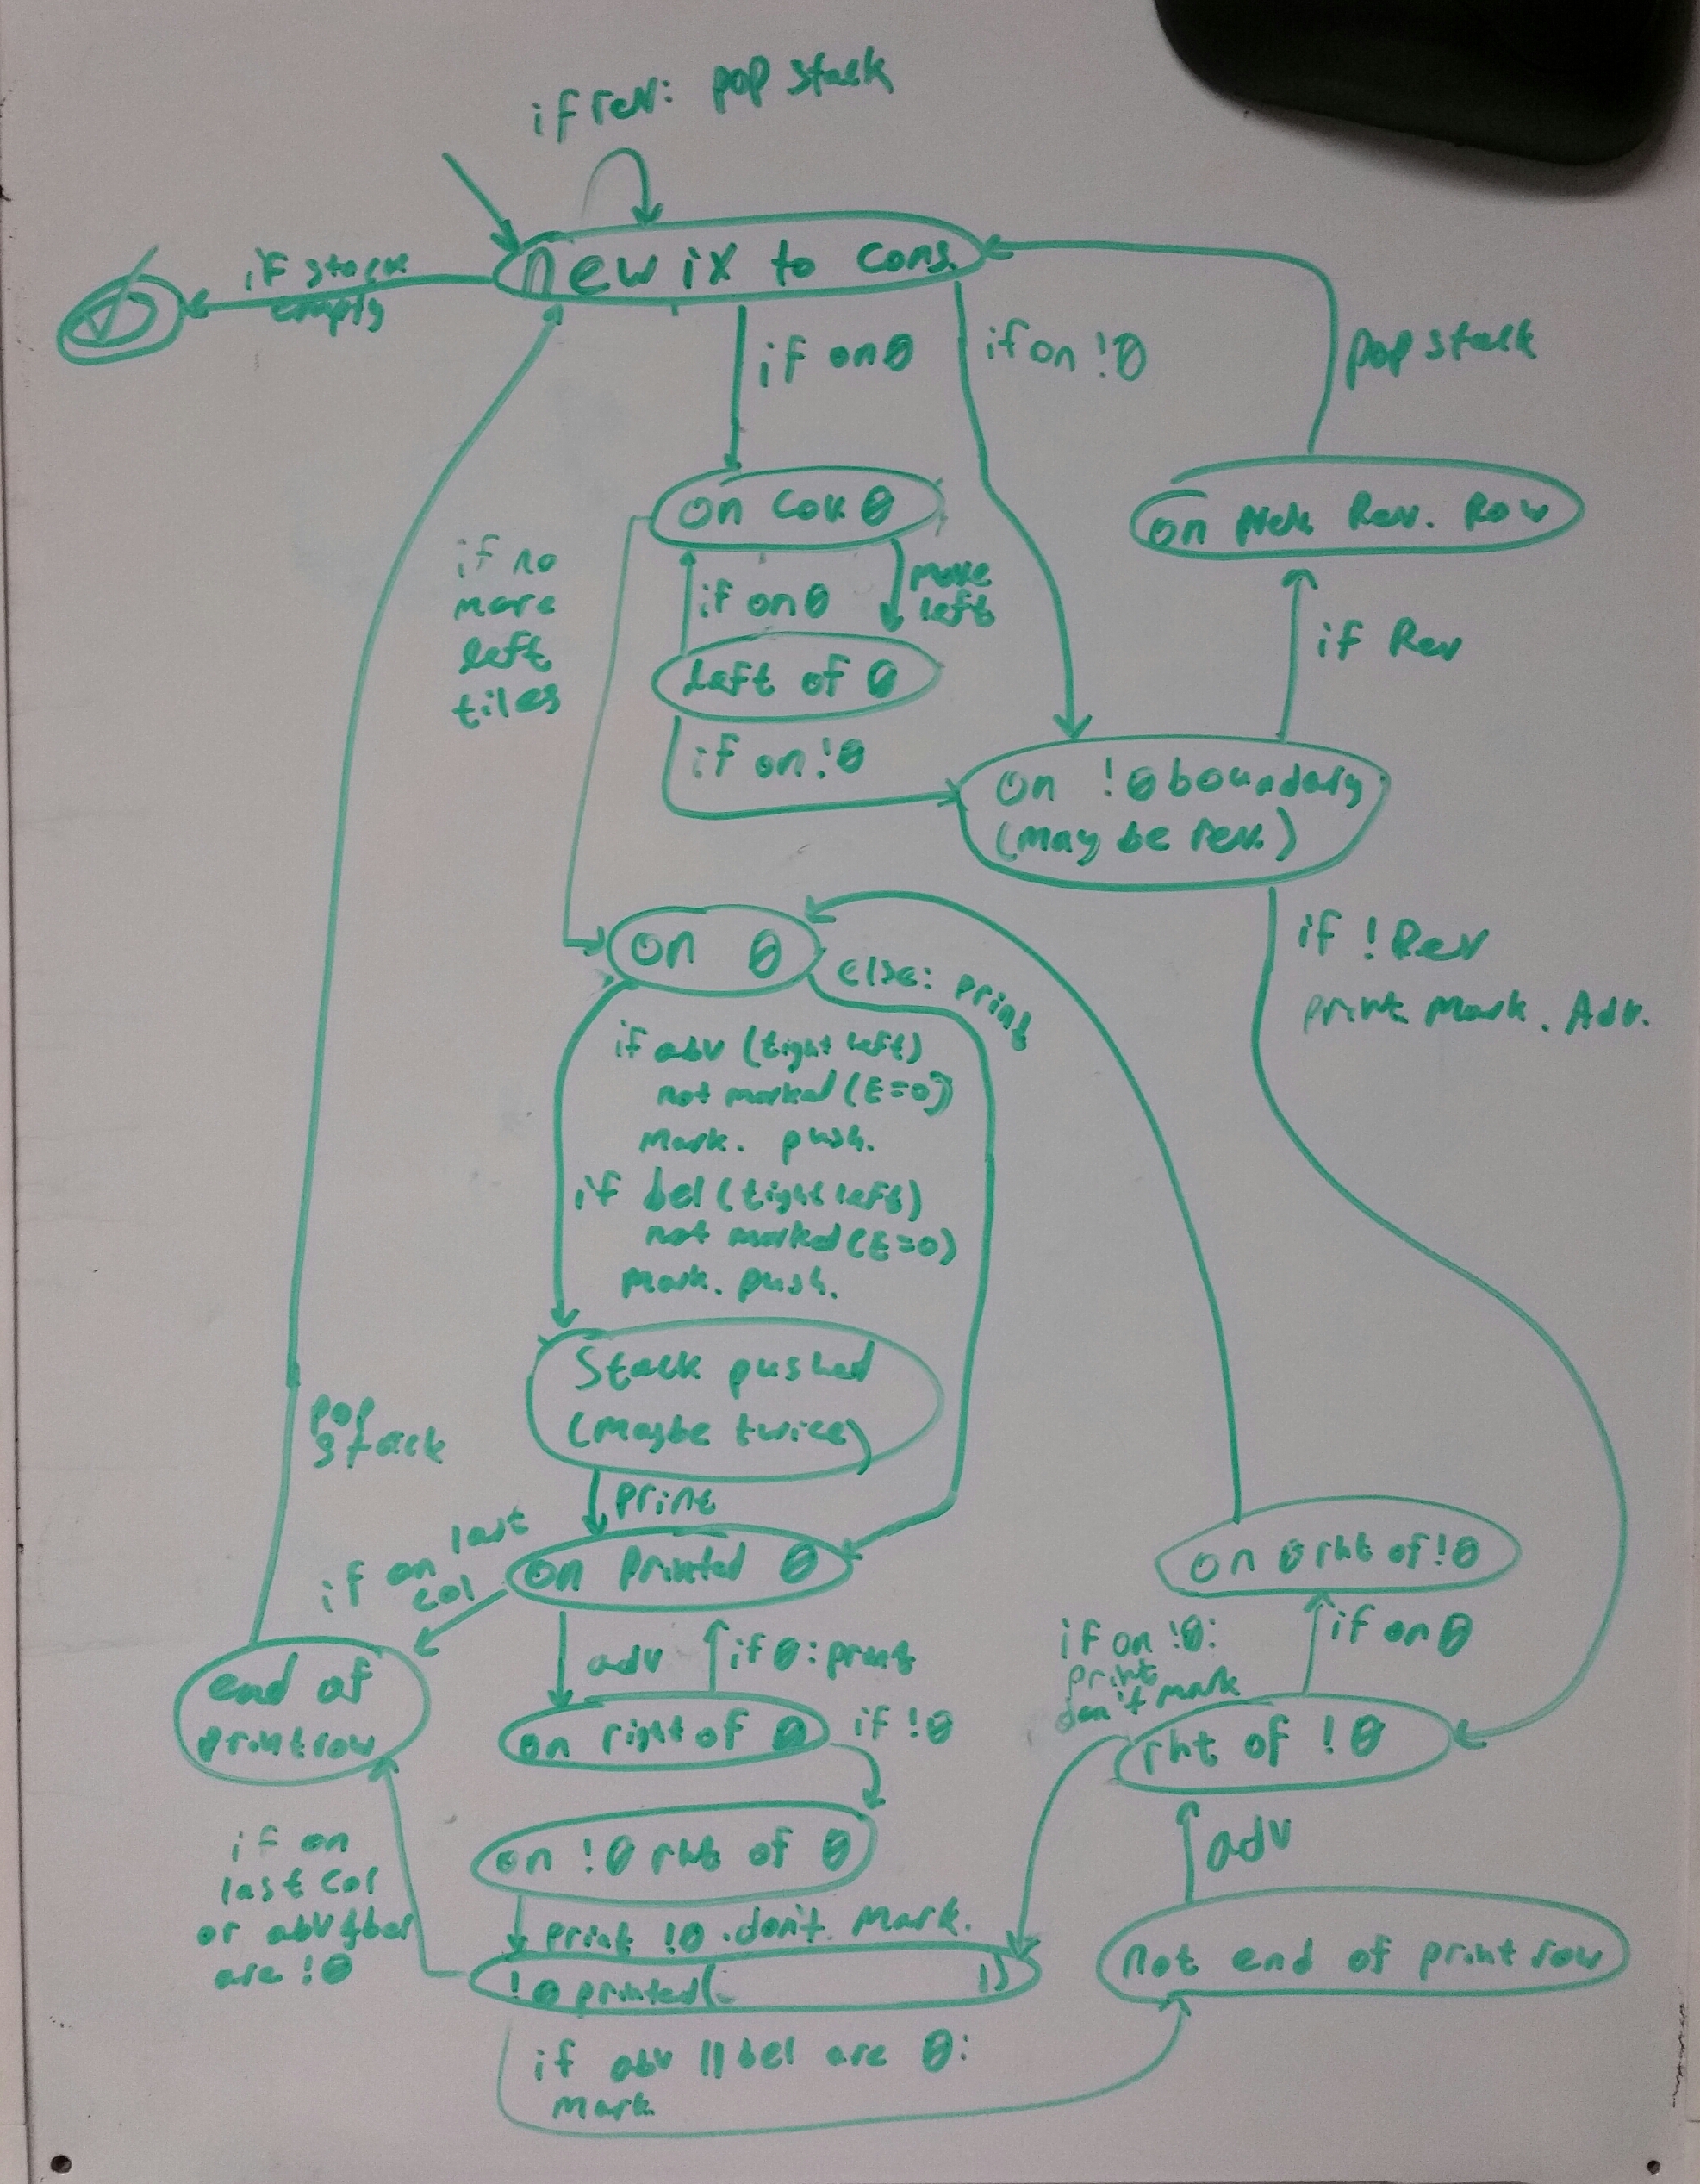 if rev: pop stack
new ix to cons.
if
empty
if on 0
if on !0
pop stack
on cov 0
on prev. Rev. Row
if no
more
left
tiles
if on 0
move
left
left of 0
if Rev
if on !0
on !0 boundary
(may be rev.)
on 0
else: print
if !Rev
print. Mark. Adv.
if abv (tight left)
not marked (E=0)
mark. push.
if bel (tight left)
not marked (E=0)
mark. push.
Stack pushed
(maybe twice)
pop
stack
print
if on last
col
on printed 0
on 0 rht of !0
adv
if 0: print
if on !0:
print
don't mark
if on 0
end of
print row
on right of 0
if !0
rht of !0
on !0 rht of 0
adv
if on
last col
or abv & bel
are !0
print !0. don't mark.
!0 printed(
not end of print row
if abv || bel are 0:
mark